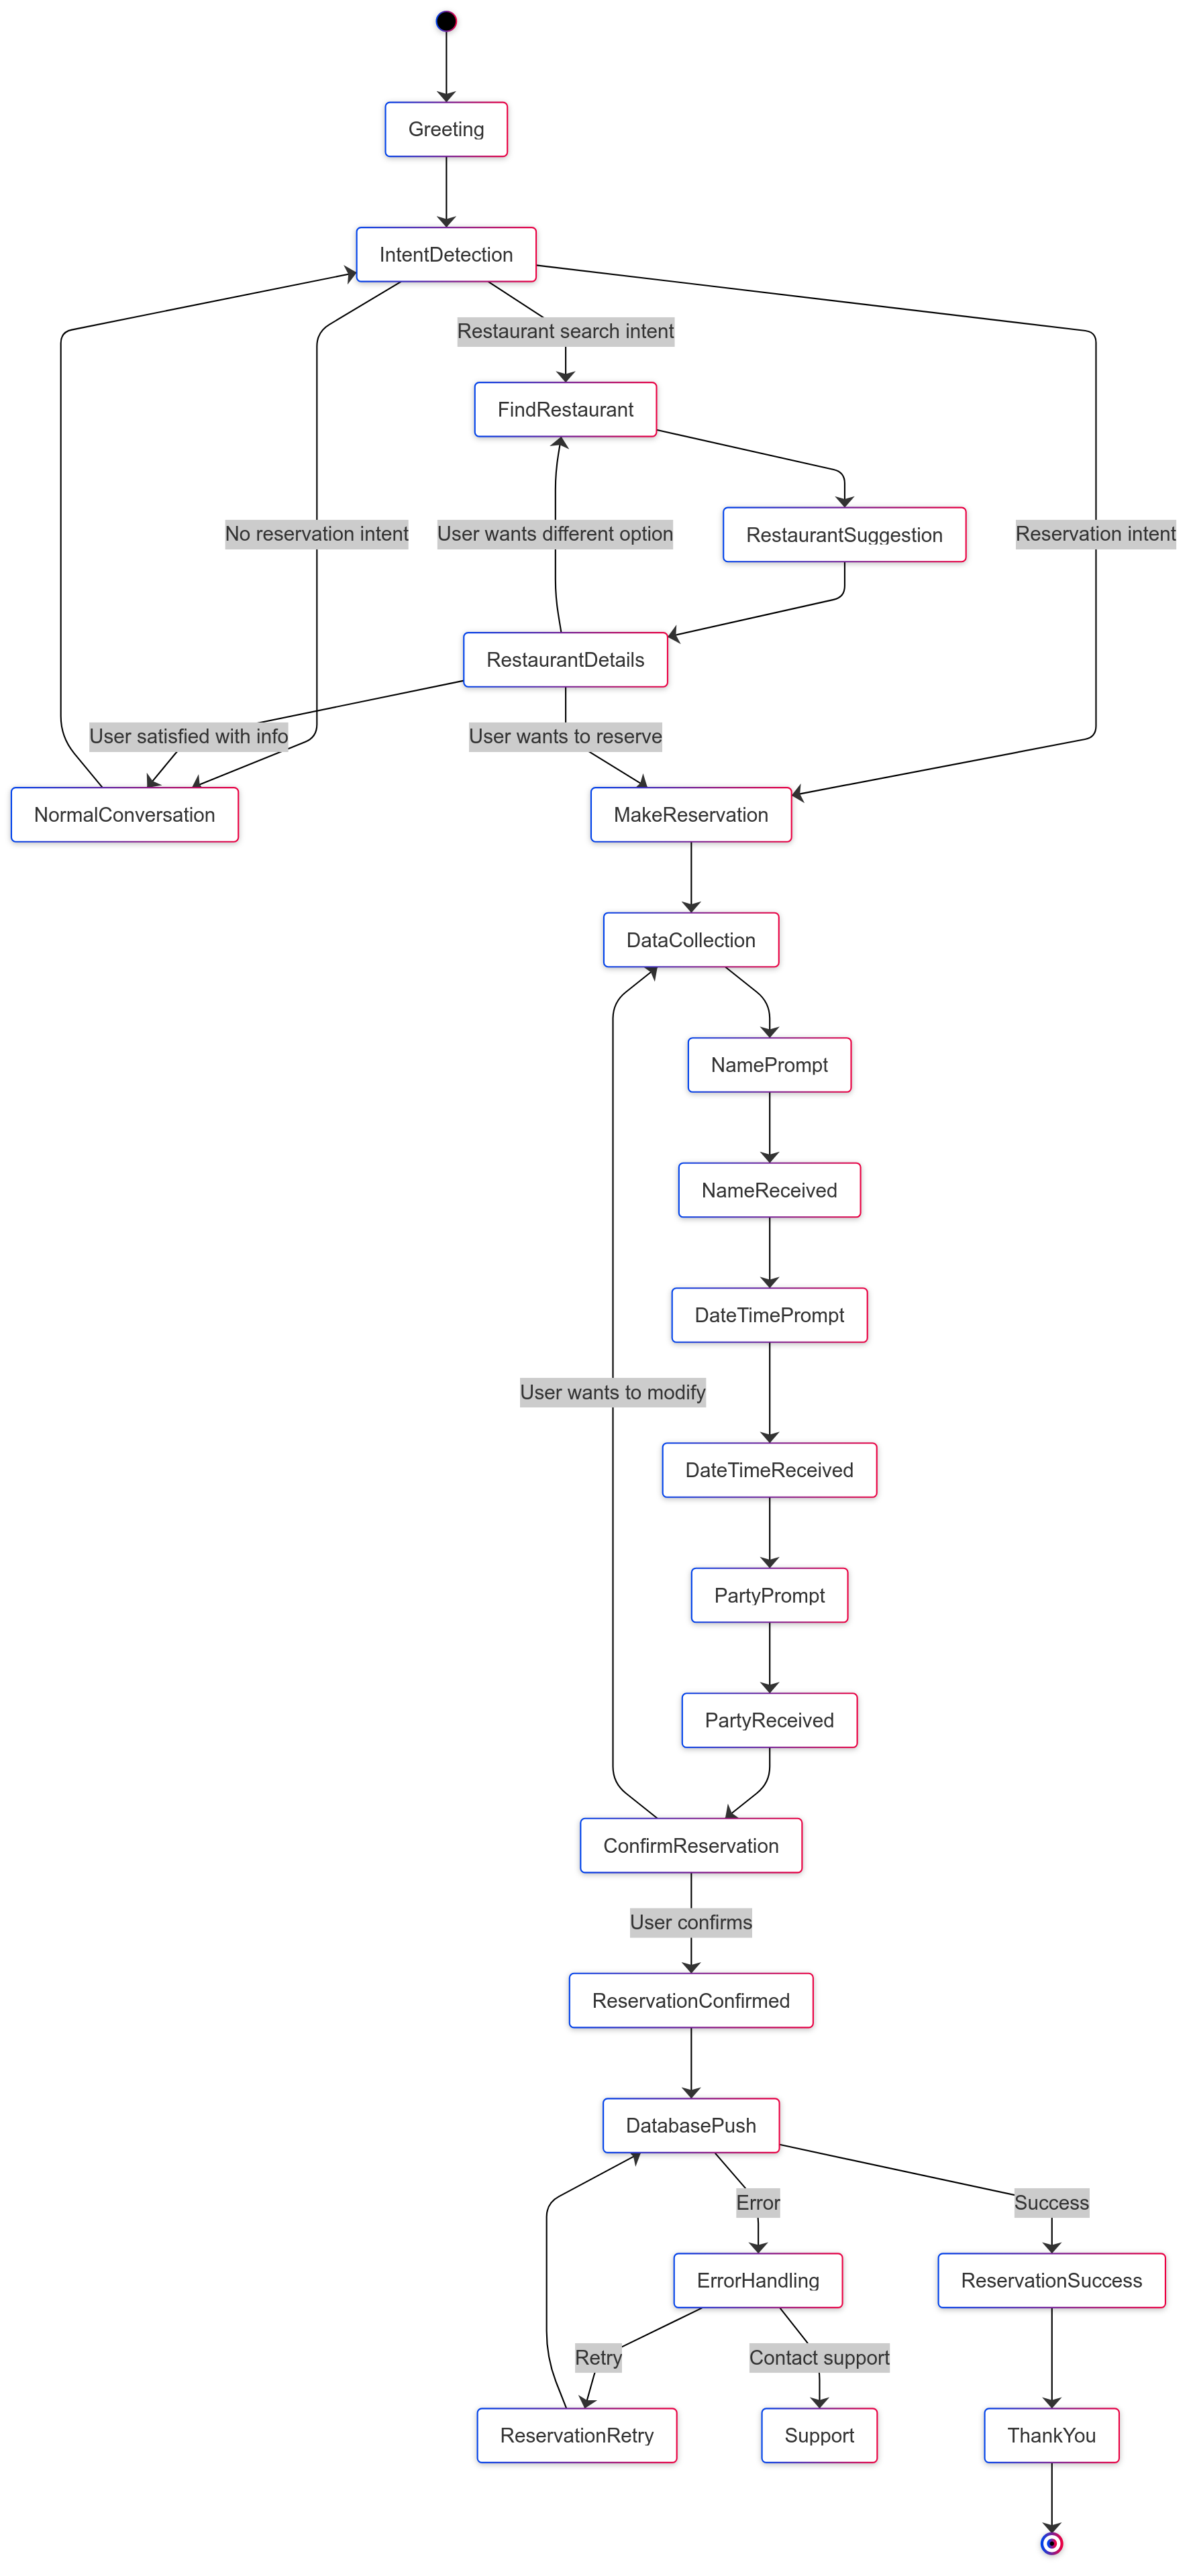 Greeting
IntentDetection
Restaurant search intent
FindRestaurant
No reservation intent
User wants different option
RestaurantSuggestion
Reservation intent
RestaurantDetails
User satisfied with info
User wants to reserve
NormalConversation
MakeReservation
DataCollection
NamePrompt
NameReceived
DateTimePrompt
User wants to modify
DateTimeReceived
PartyPrompt
PartyReceived
ConfirmReservation
User confirms
ReservationConfirmed
DatabasePush
Error
Success
ErrorHandling
ReservationSuccess
Retry
Contact support
ReservationRetry
Support
ThankYou